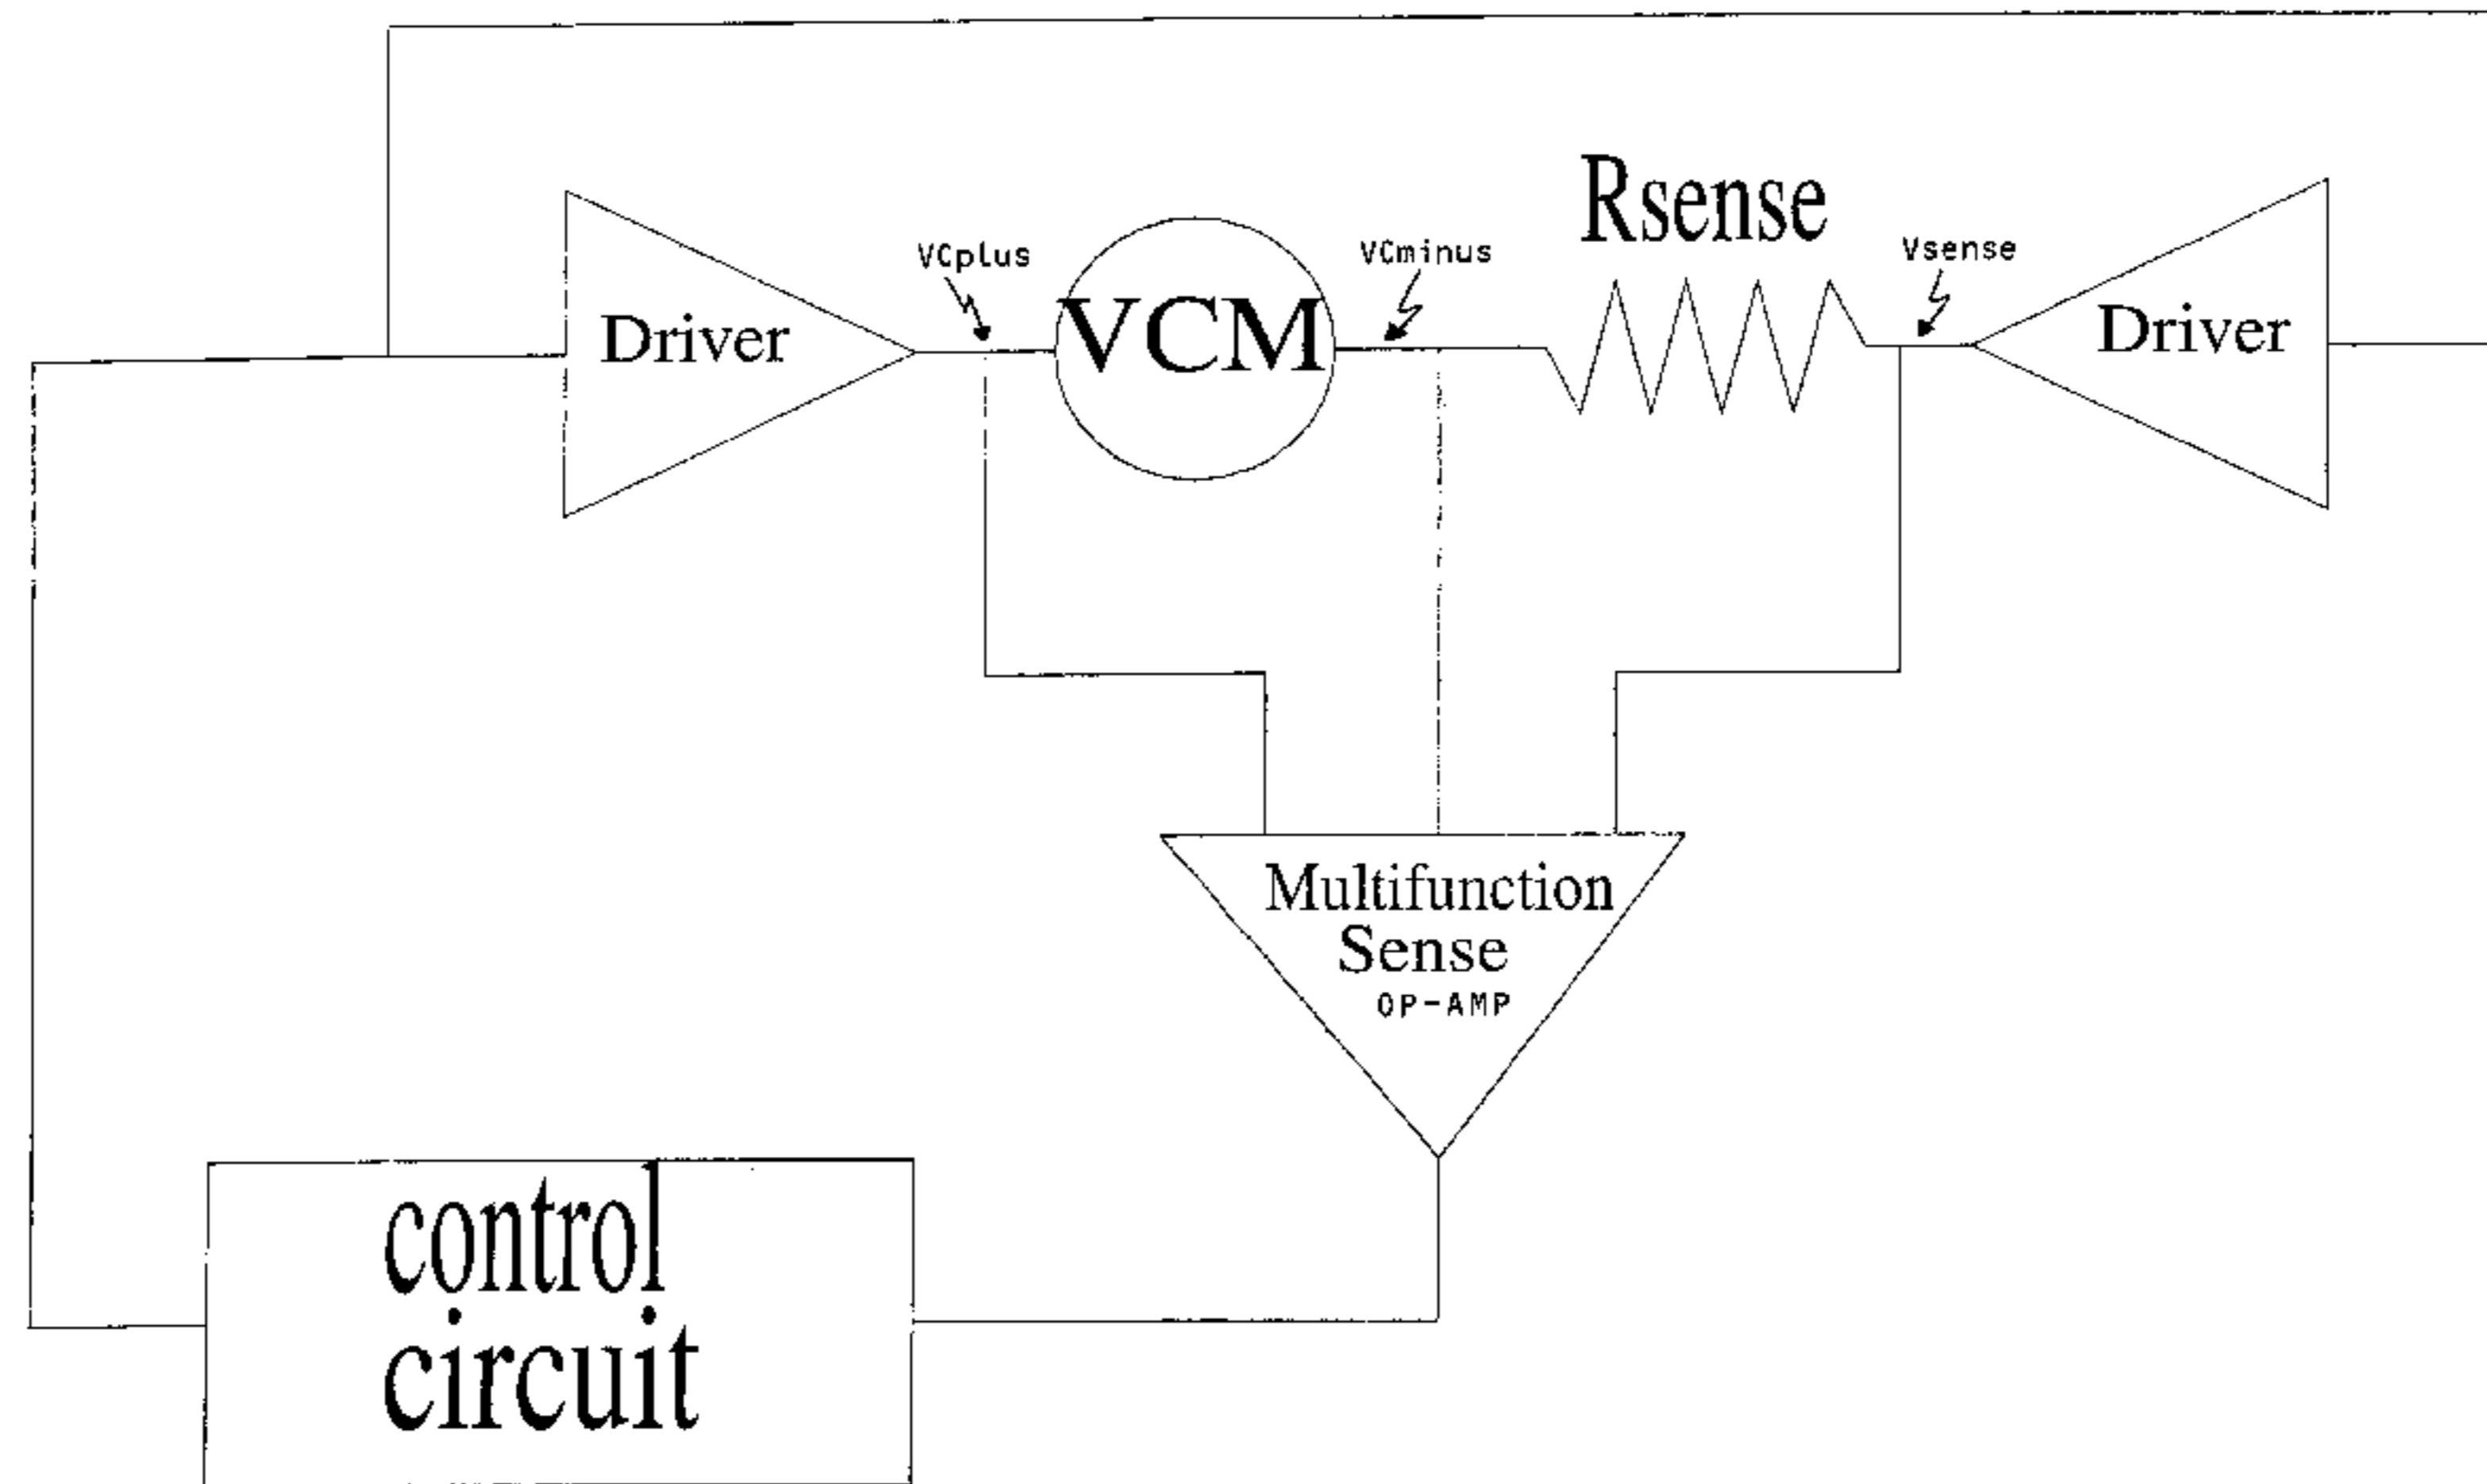 Rsense
VCplus
VCminus
Vsense
Driver
VCM
Driver
Multifunction
Sense
OP-AMP
control
circuit